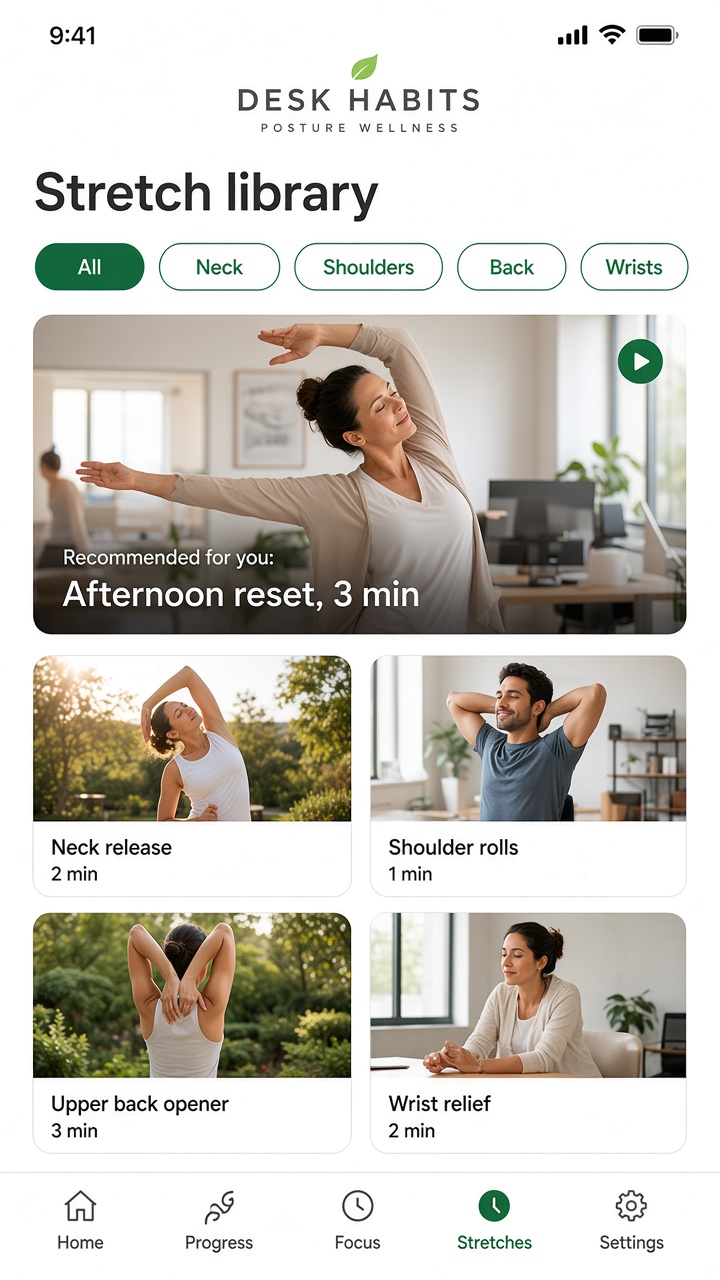 9:41
DESK HABITS
POSTURE WELLNESS
Stretch library
All
Neck
Shoulders
Back
Wrists
Recommended for you:
Afternoon reset, 3 min
Neck release
2 min
Shoulder rolls
1 min
Upper back opener
3 min
Wrist relief
2 min
Home
Progress
Focus
Stretches
Settings